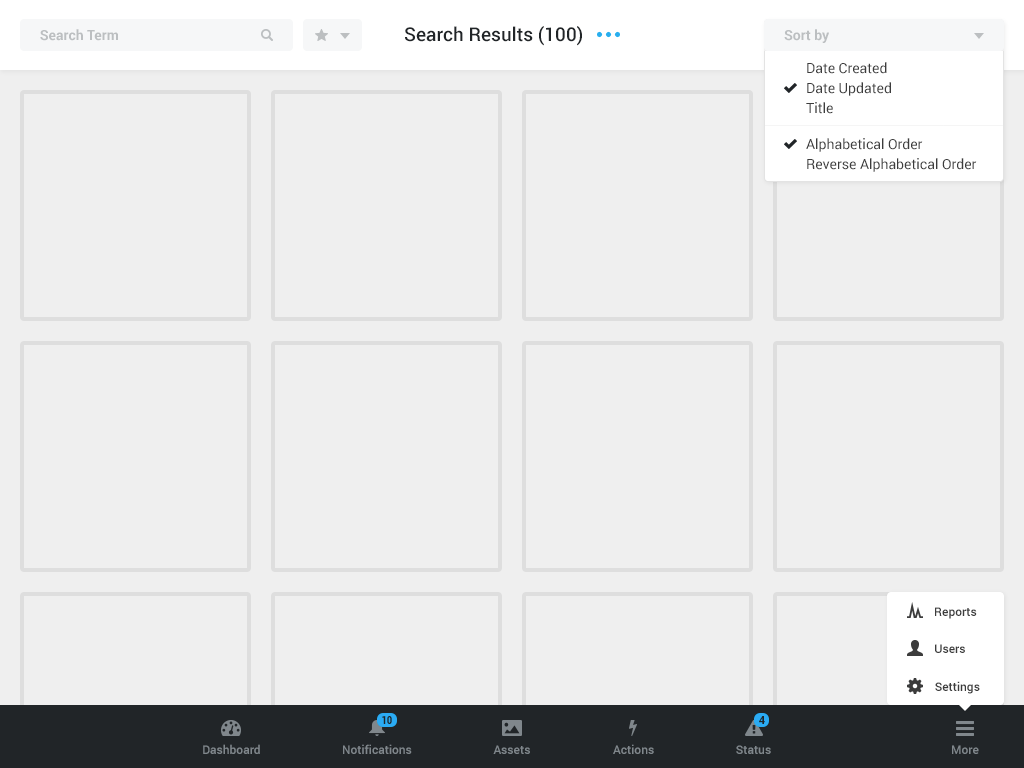 Search Term
Search Results (100)
Sort by
Date Created
Date Updated
Title
Alphabetical Order
Reverse Alphabetical Order
Reports
Users
Settings
10
4
Dashboard
Notifications
Assets
Actions
Status
More